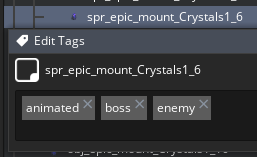 spr_epic_mount_Crystals1_6
Edit Tags
spr_epic_mount_Crystals1_6
animated boss enemy